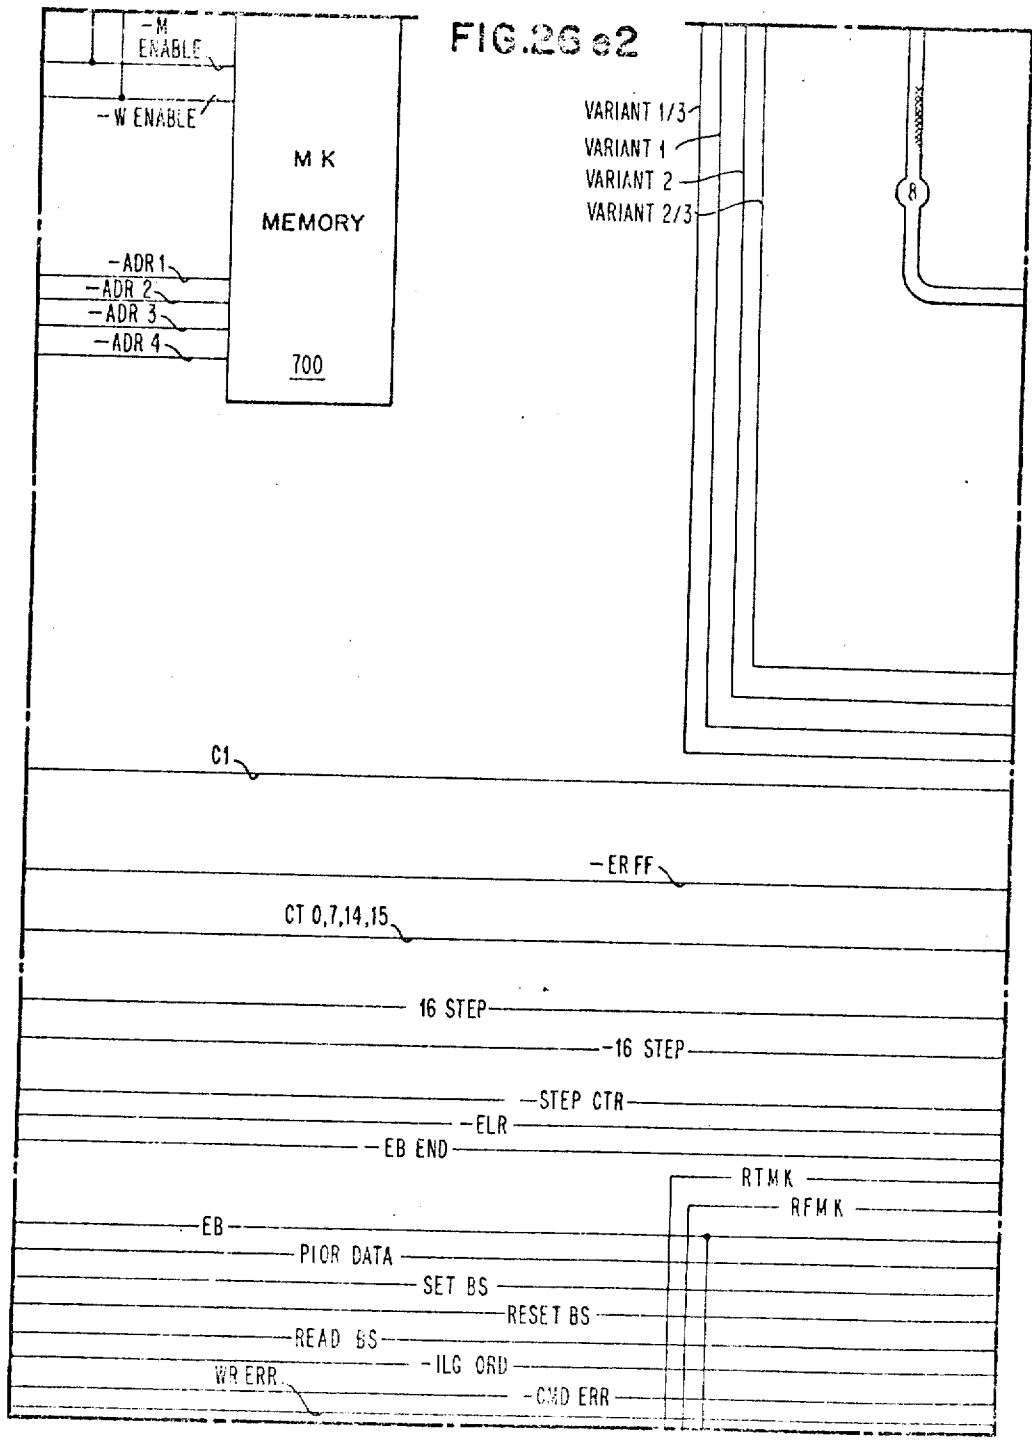 FIG.26 e2
-M
ENABLE
-W ENABLE
MK
MEMORY
700
-ADR 1
-ADR 2
-ADR 3
-ADR 4
VARIANT 1/3
VARIANT 1
VARIANT 2
VARIANT 2/3
8
C1
-ER FF
CT 0,7,14,15
16 STEP
-16 STEP
-STEP CTR
-ELR
-EB END
RTMK
RFMK
EB
PIOR DATA
SET BS
RESET BS
READ BS
-ILG ORD
WR ERR
-CMD ERR